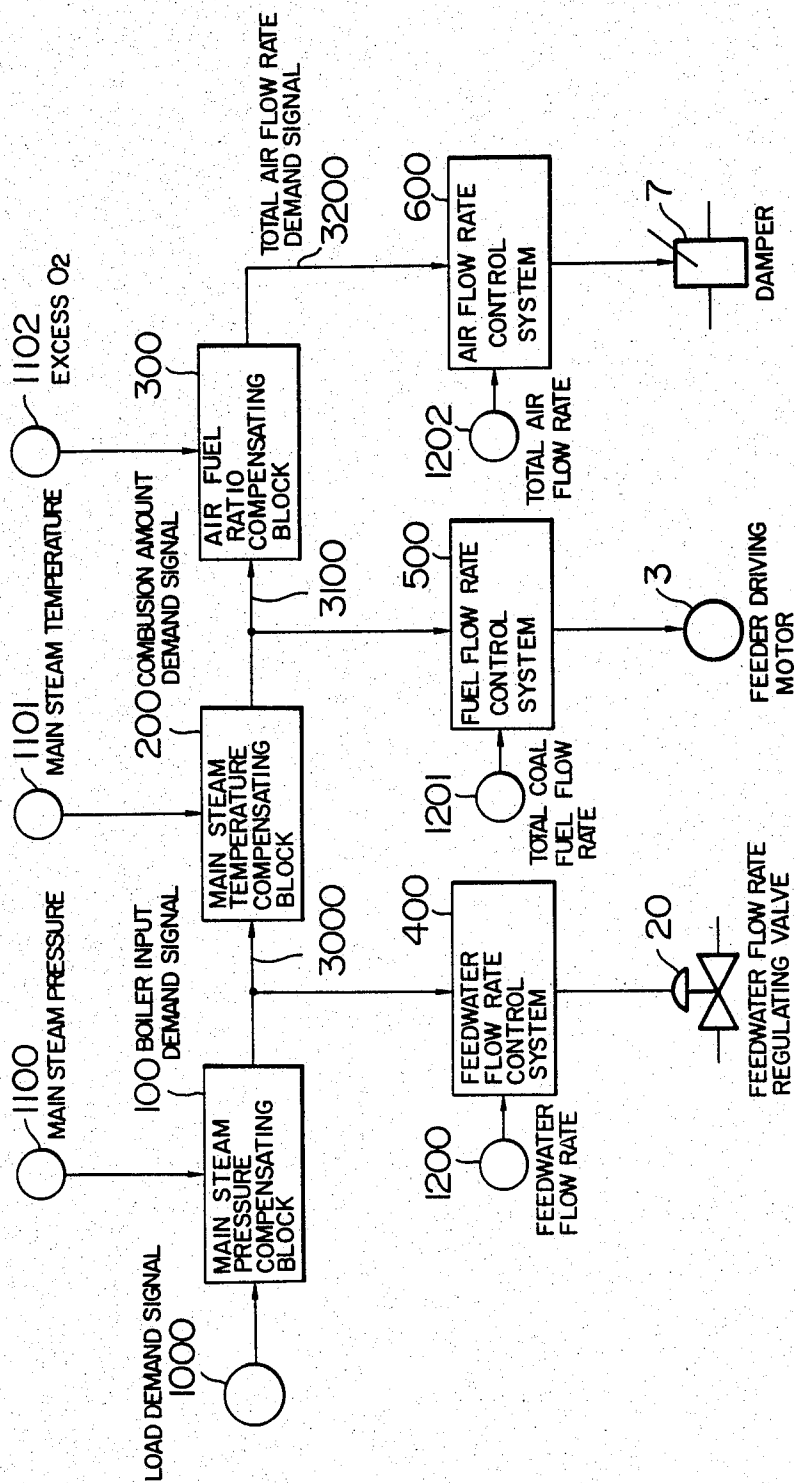 LOAD DEMAND SIGNAL
1000
1100
MAIN STEAM PRESSURE
100
BOILER INPUT
DEMAND SIGNAL
MAIN STEAM
PRESSURE
COMPENSATING
BLOCK
3000
1101
MAIN STEAM TEMPERATURE
200
COMBUSION AMOUNT
DEMAND SIGNAL
MAIN STEAM
TEMPERATURE
COMPENSATING
BLOCK
3100
1102
EXCESS O2
300
AIR FUEL
RATIO
COMPENSATING
BLOCK
TOTAL AIR FLOW RATE
DEMAND SIGNAL
3200
1200
FEEDWATER
FLOW RATE
400
FEEDWATER
FLOW RATE
CONTROL
SYSTEM
20
FEEDWATER FLOW RATE
REGULATING VALVE
1201
TOTAL COAL
FUEL FLOW
RATE
500
FUEL FLOW RATE
CONTROL
SYSTEM
3
FEEDER DRIVING
MOTOR
1202
TOTAL AIR
FLOW RATE
600
AIR FLOW RATE
CONTROL
SYSTEM
7
DAMPER